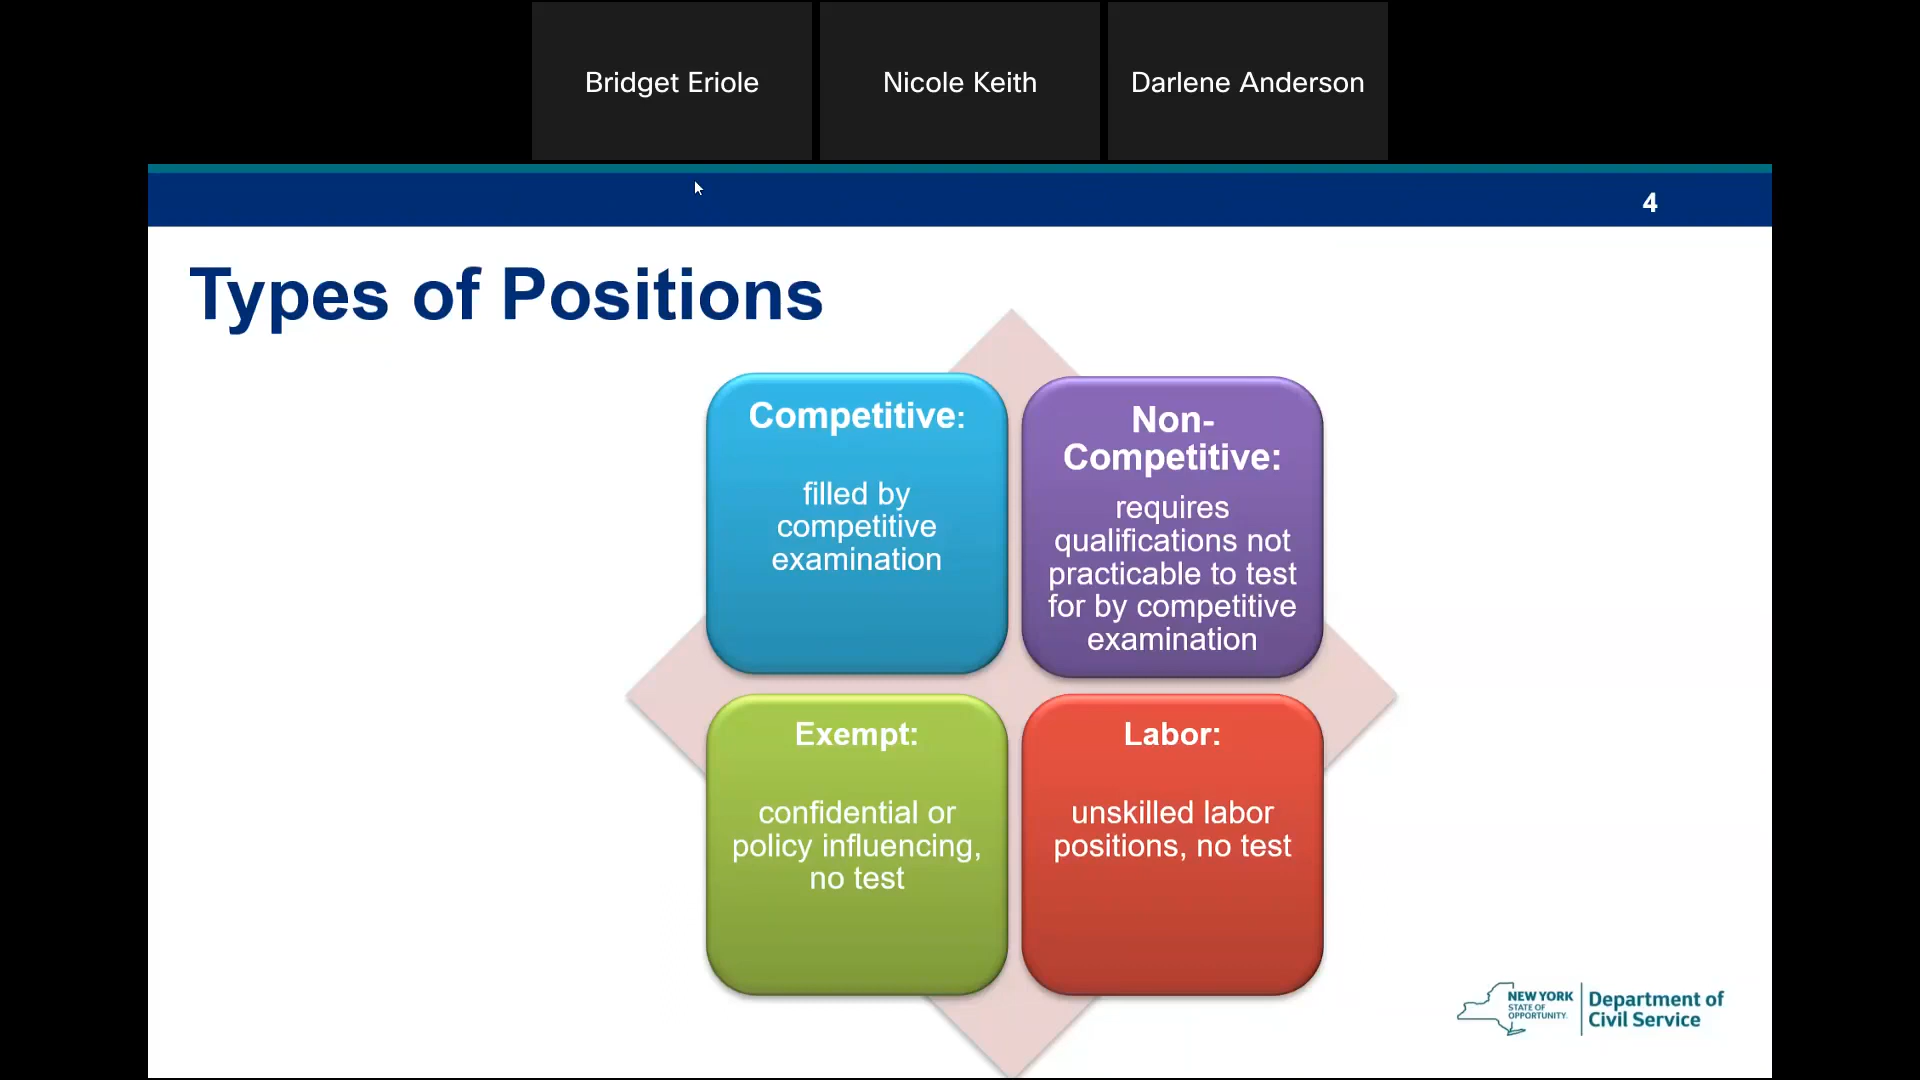 Bridget Eriole
Nicole Keith
Darlene Anderson
4
Types of Positions
Competitive:
filled by
competitive
examination
Non-
Competitive:
requires
qualifications not
practicable to test
for by competitive
examination
Exempt:
confidential or
policy influencing,
no test
Labor:
unskilled labor
positions, no test
NEW YORK
STATE OF
OPPORTUNITY.
Department of
Civil Service